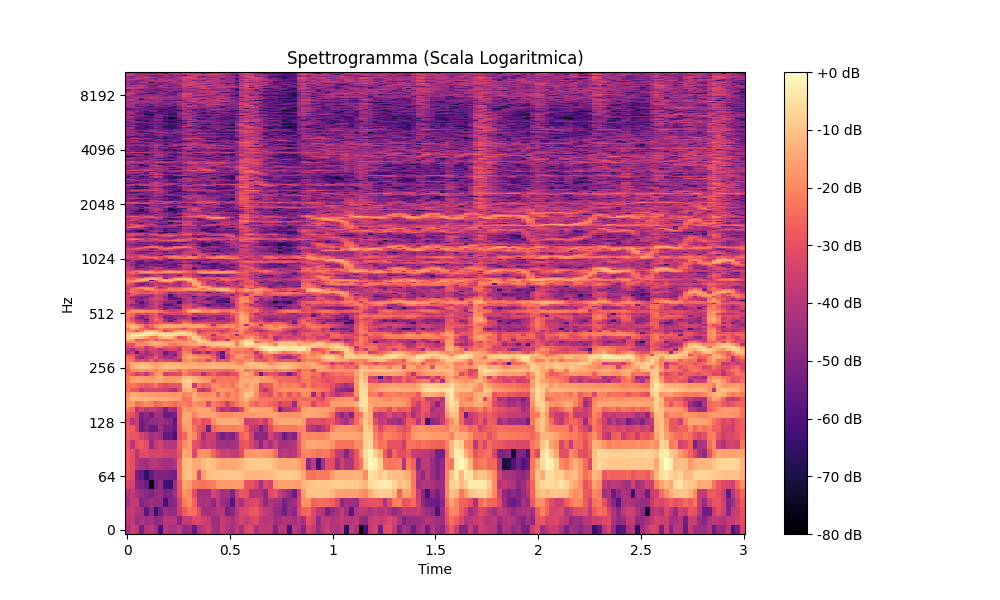 Spettrogramma (Scala Logaritmica)
8192
4096
2048
1024
512
256
128
64
0
Hz
0
0.5
1
1.5
2
2.5
3
Time
+0 dB
-10 dB
-20 dB
-30 dB
-40 dB
-50 dB
-60 dB
-70 dB
-80 dB